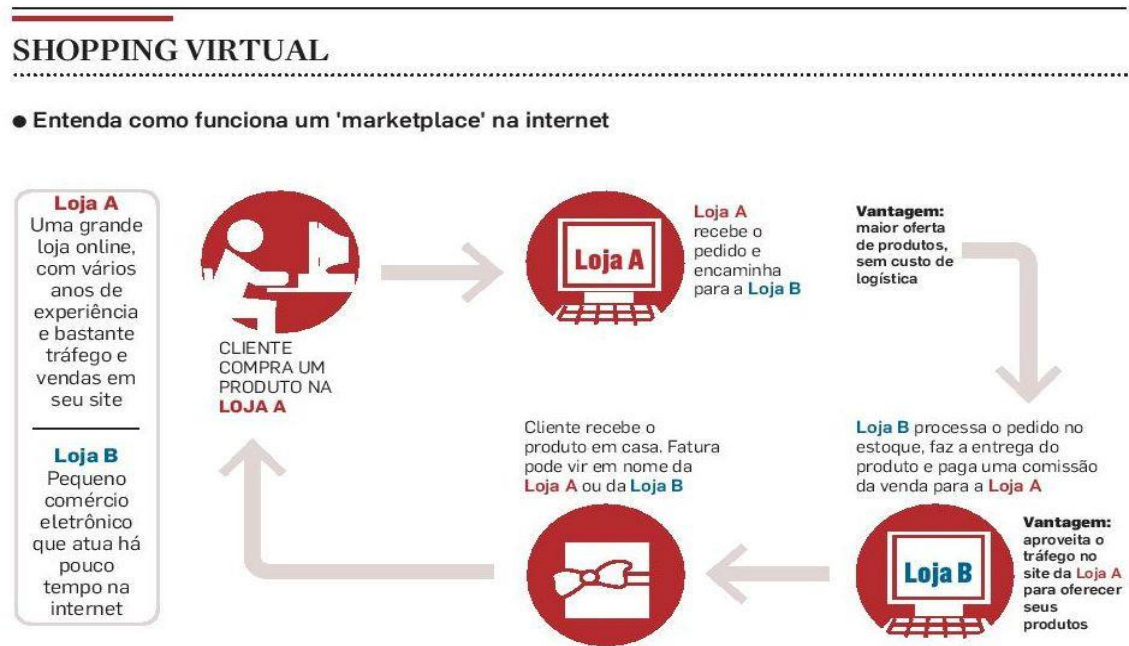 SHOPPING VIRTUAL
● Entenda como funciona um 'marketplace' na internet
Loja A
Uma grande
loja online,
com vários
anos de
experiência
e bastante
tráfego e
vendas em
seu site
Loja B
Pequeno
comércio
eletrônico
que atua há
pouco
tempo na
internet
CLIENTE
COMPRA UM
PRODUTO NA
LOJA A
Loja A
Loja A
recebe o
pedido e
encaminha
para a Loja B
Vantagem:
maior oferta
de produtos,
sem custo de
logística
Loja B processa o pedido no
estoque, faz a entrega do
produto e paga uma comissão
da venda para a Loja A
Loja B
Vantagem:
aproveita o
tráfego no
site da Loja A
para oferecer
seus
produtos
Cliente recebe o
produto em casa. Fatura
pode vir em nome da
Loja A ou da Loja B